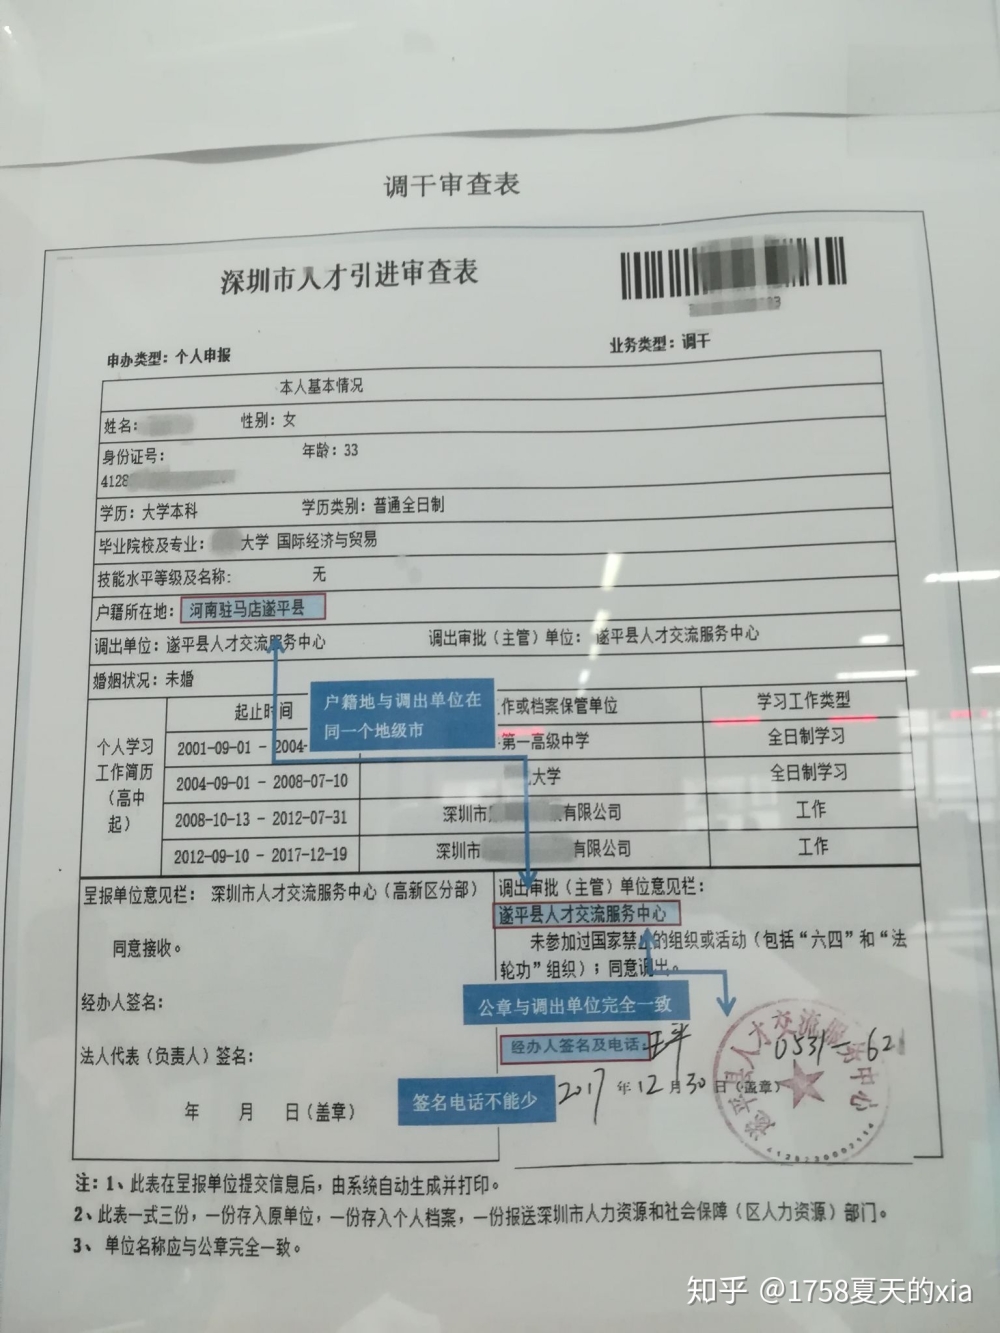 调干审查表
深圳市人才引进审查表
申办类型：个人申报
业务类型：调干
本人基本情况
姓名：
性别：女
身份证号：
年龄：33
4128
学历：大学本科
学历类别：普通全日制
毕业院校及专业：
大学 国际经济与贸易
技能水平等级及名称：
无
户籍所在地：
河南驻马店遂平县
调出单位：遂平县人才交流服务中心
调出审批（主管）单位：遂平县人才交流服务中心
婚姻状况：未婚
户籍地与调出单位在
同一个地级市
个人学习
工作简历
（高中
起）
起止时间
作或档案保管单位
学习工作类型
2001-09-01 - 2004-
第一高级中学
全日制学习
2004-09-01 - 2008-07-10
大学
全日制学习
2008-10-13 - 2012-07-31
深圳市
有限公司
工作
2012-09-10 - 2017-12-19
深圳市
有限公司
工作
呈报单位意见栏：深圳市人才交流服务中心（高新区分部）
同意接收。
经办人签名：
法人代表（负责人）签名：
年 月 日（盖章）
调出审批（主管）单位意见栏：
遂平县人才交流服务中心
未参加过国家禁止的组织或活动（包括“六四”和“法
轮功”组织）；同意调出。
公章与调出单位完全一致
经办人签名及电话：
签名电话不能少
2017年12月30日（盖章）
遂平县人才交流服务中心
注：1、此表在呈报单位提交信息后，由系统自动生成并打印。
2、此表一式三份，一份存入原单位，一份存入个人档案，一份报送深圳市人力资源和社会保障（区人力资源）部门。
3、 单位名称应与公章完全一致。
知乎 @1758夏天的xia